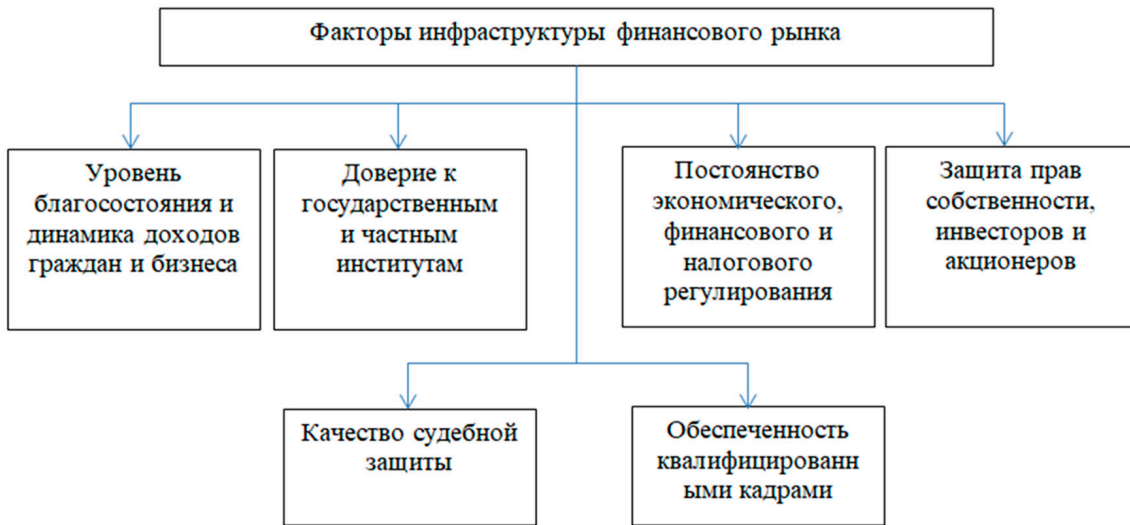 Факторы инфраструктуры финансового рынка
Уровень
благосостояния и
динамика доходов
граждан и бизнеса
Доверие к
государственным
и частным
институтам
Постоянство
экономического,
финансового и
налогового
регулирования
Защита прав
собственности,
инвесторов и
акционеров
Качество судебной
защиты
Обеспеченность
квалифицированн
ыми кадрами